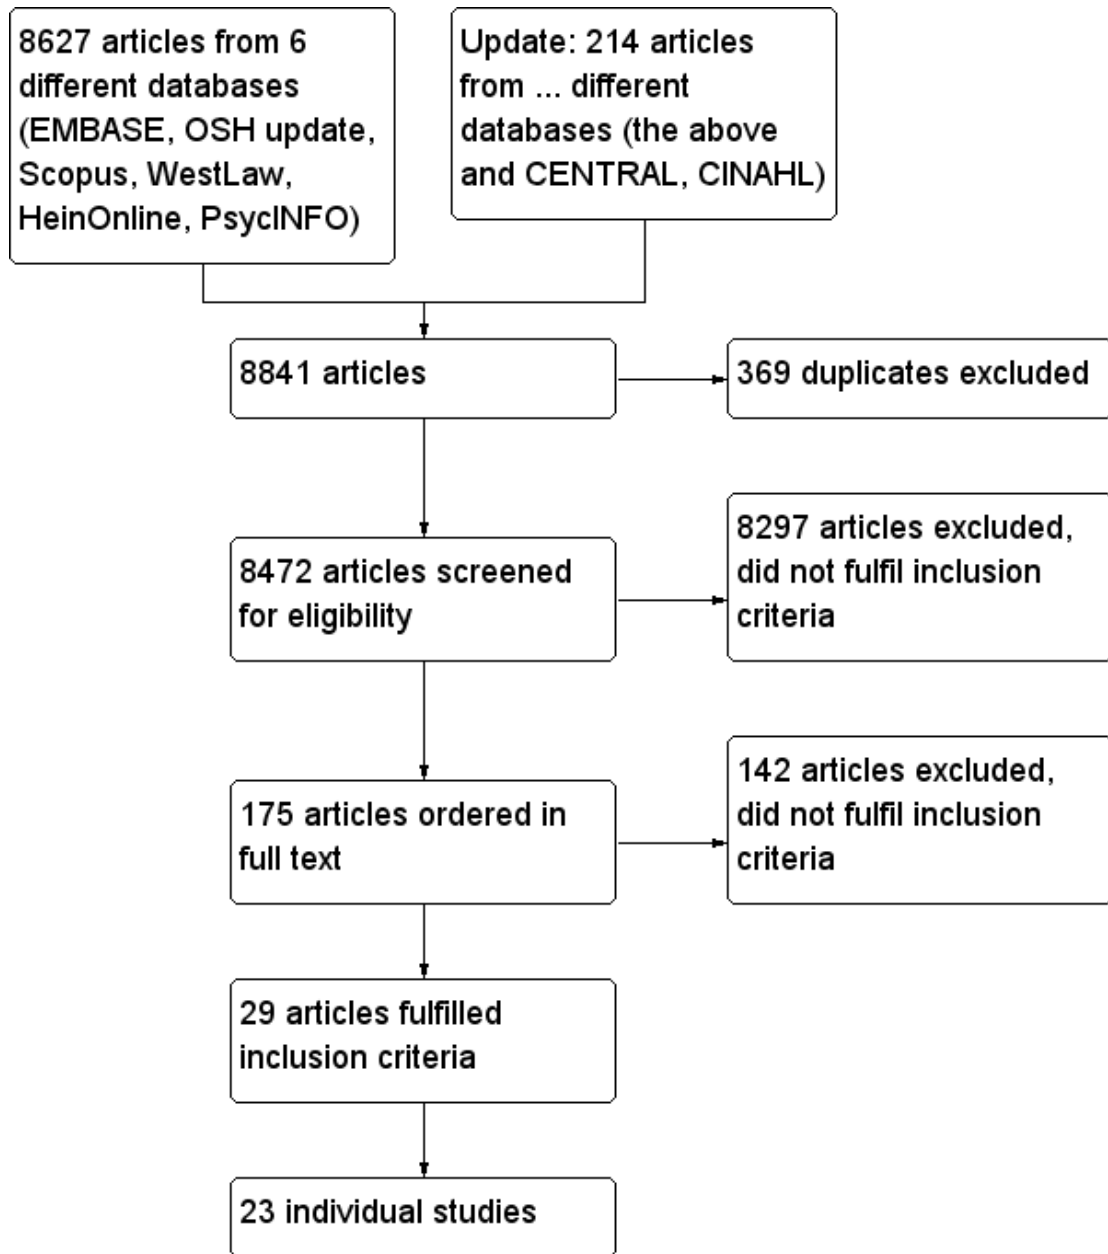 8627 articles from 6
different databases
(EMBASE, OSH update,
Scopus, WestLaw,
HeinOnline, PsycINFO)
Update: 214 articles
from ... different
databases (the above
and CENTRAL, CINAHL)
8841 articles
369 duplicates excluded
8472 articles screened
for eligibility
8297 articles excluded,
did not fulfil inclusion
criteria
175 articles ordered in
full text
142 articles excluded,
did not fulfil inclusion
criteria
29 articles fulfilled
inclusion criteria
23 individual studies